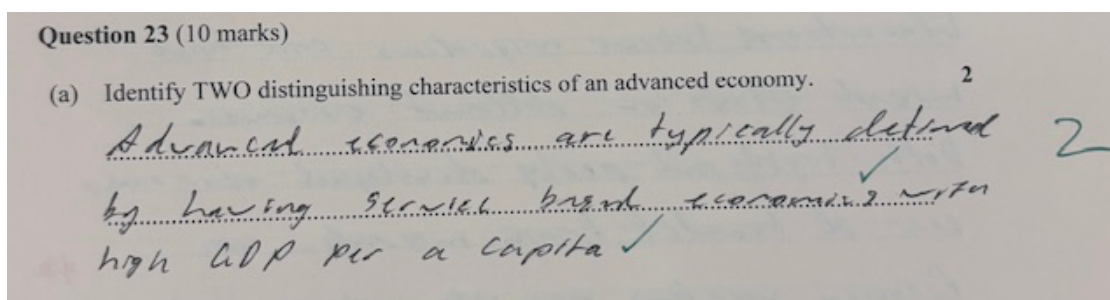 Question 23 (10 marks)
(a) Identify TWO distinguishing characteristics of an advanced economy. 2
Advanced economies are typically defined 2
by having service based economies with
high GDP per a capita